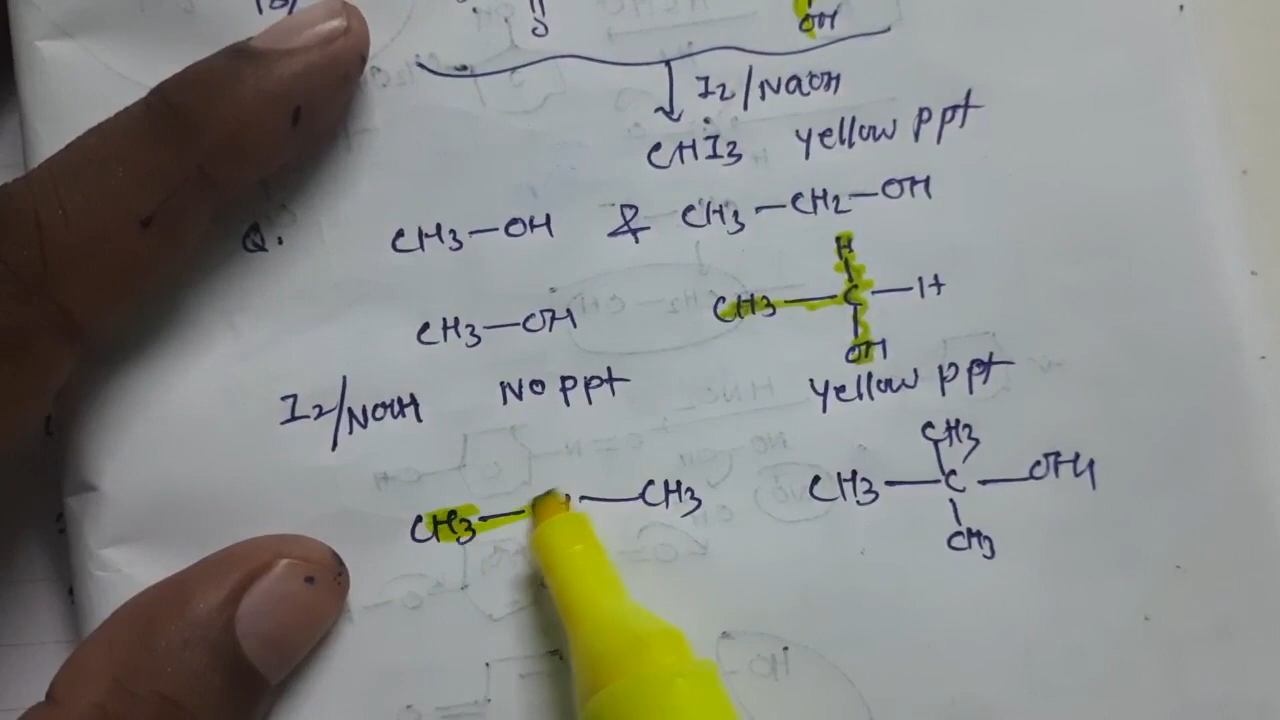 O OH
I2/NaOH
CHI3 yellow ppt
Q. CH3-OH & CH3-CH2-OH
H
CH3-OH CH3-C-H
OH
I2/NaOH NO ppt yellow ppt
CH3
CH3- -CH3 CH3-C-OH
CH3